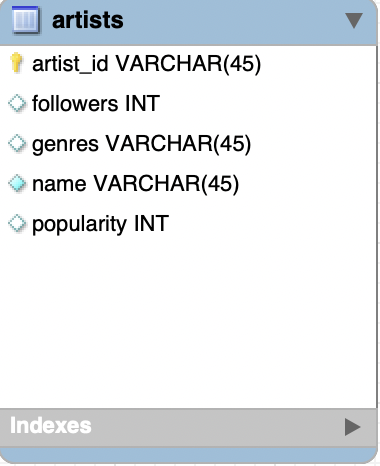 artists
artist_id VARCHAR(45)
followers INT
genres VARCHAR(45)
name VARCHAR(45)
popularity INT
Indexes